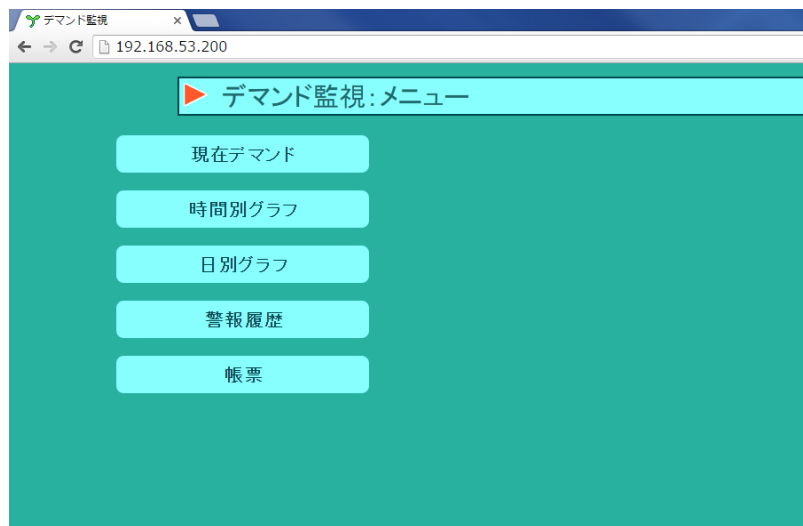 デマンド監視
192.168.53.200
デマンド監視：メニュー
現在デマンド
時間別グラフ
日別グラフ
警報履歴
帳票